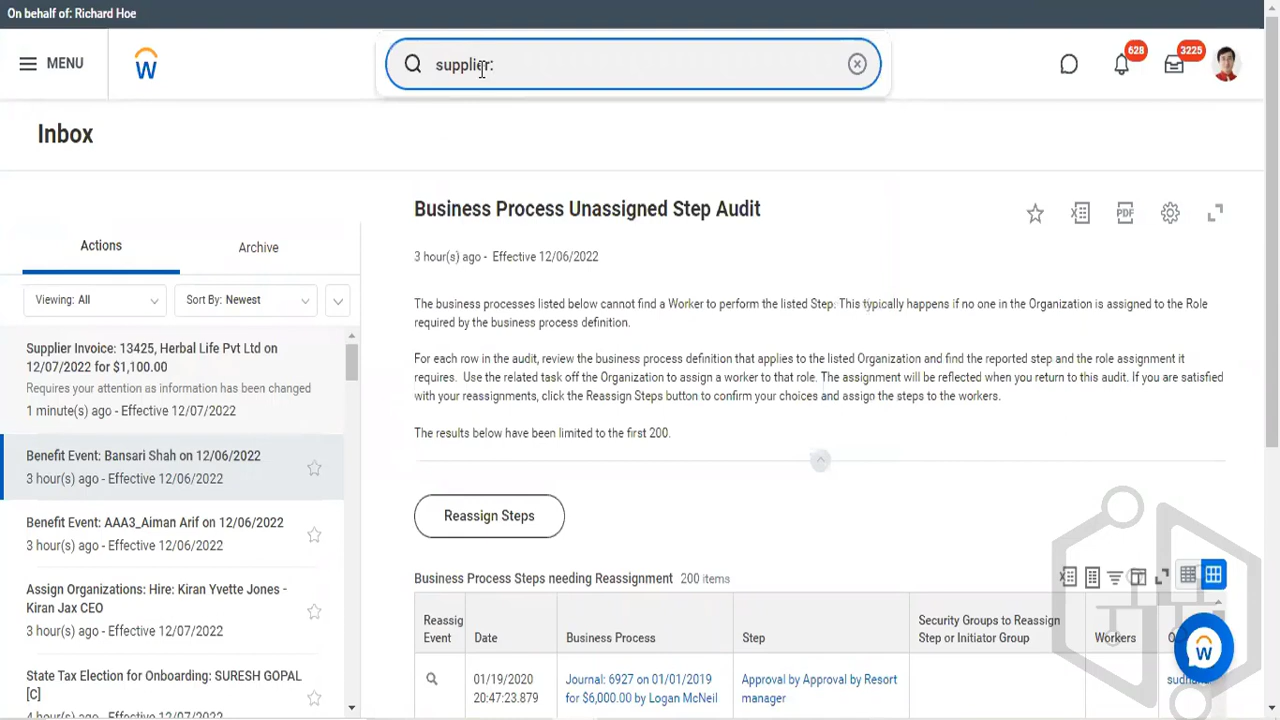 On behalf of: Richard Hoe
MENU
supplier:
628
3225
Inbox
Actions
Archive
Viewing: All
Sort By: Newest
Supplier Invoice: 13425, Herbal Life Pvt Ltd on
12/07/2022 for $1,100.00
Requires your attention as information has been changed
1 minute(s) ago - Effective 12/07/2022
Benefit Event: Bansari Shah on 12/06/2022
3 hour(s) ago - Effective 12/06/2022
Benefit Event: AAA3_Aiman Arif on 12/06/2022
3 hour(s) ago - Effective 12/06/2022
Assign Organizations: Hire: Kiran Yvette Jones -
Kiran Jax CEO
3 hour(s) ago - Effective 12/07/2022
State Tax Election for Onboarding: SURESH GOPAL
[C]
4 hour(s) ago - Effective 12/06/2022
Business Process Unassigned Step Audit
PDF
3 hour(s) ago - Effective 12/06/2022
The business processes listed below cannot find a Worker to perform the listed Step. This typically happens if no one in the Organization is assigned to the Role
required by the business process definition.
For each row in the audit, review the business process definition that applies to the listed Organization and find the reported step and the role assignment it
requires. Use the related task off the Organization to assign a worker to that role. The assignment will be reflected when you return to this audit. If you are satisfied
with your reassignments, click the Reassign Steps button to confirm your choices and assign the steps to the workers.
The results below have been limited to the first 200.
Reassign Steps
Business Process Steps needing Reassignment 200 items
Reassig
Event
Date
Business Process
Step
Security Groups to Reassign
Step or Initiator Group
Workers
01/19/2020
20:47:23.879
Journal: 6927 on 01/01/2019
for $6,000.00 by Logan McNeil
Approval by Approval by Resort
manager